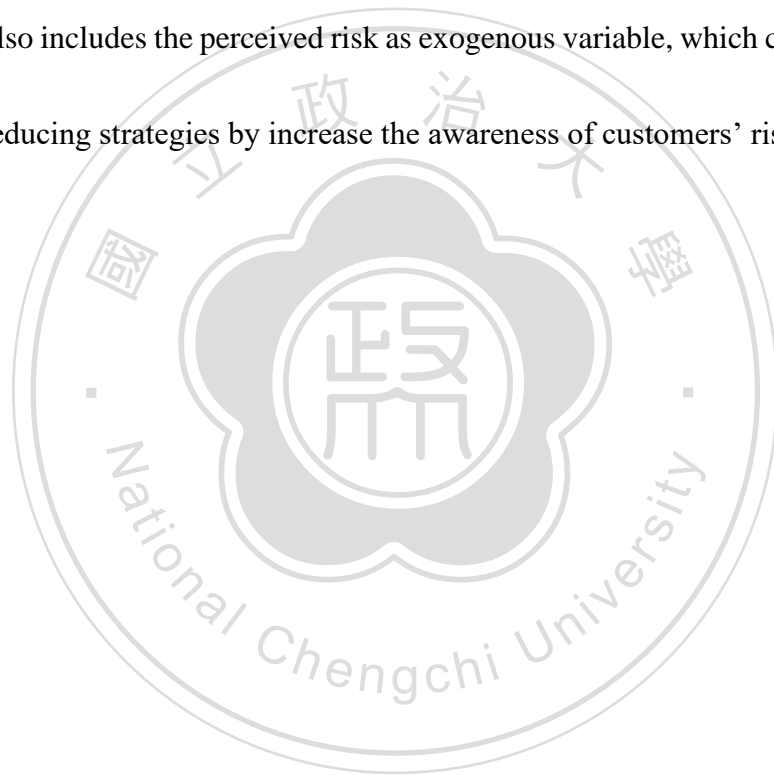 lso includes the perceived risk as exogenous variable, which c
educing strategies by increase the awareness of customers’ ris
國立政治大學
政大
National Chengchi University